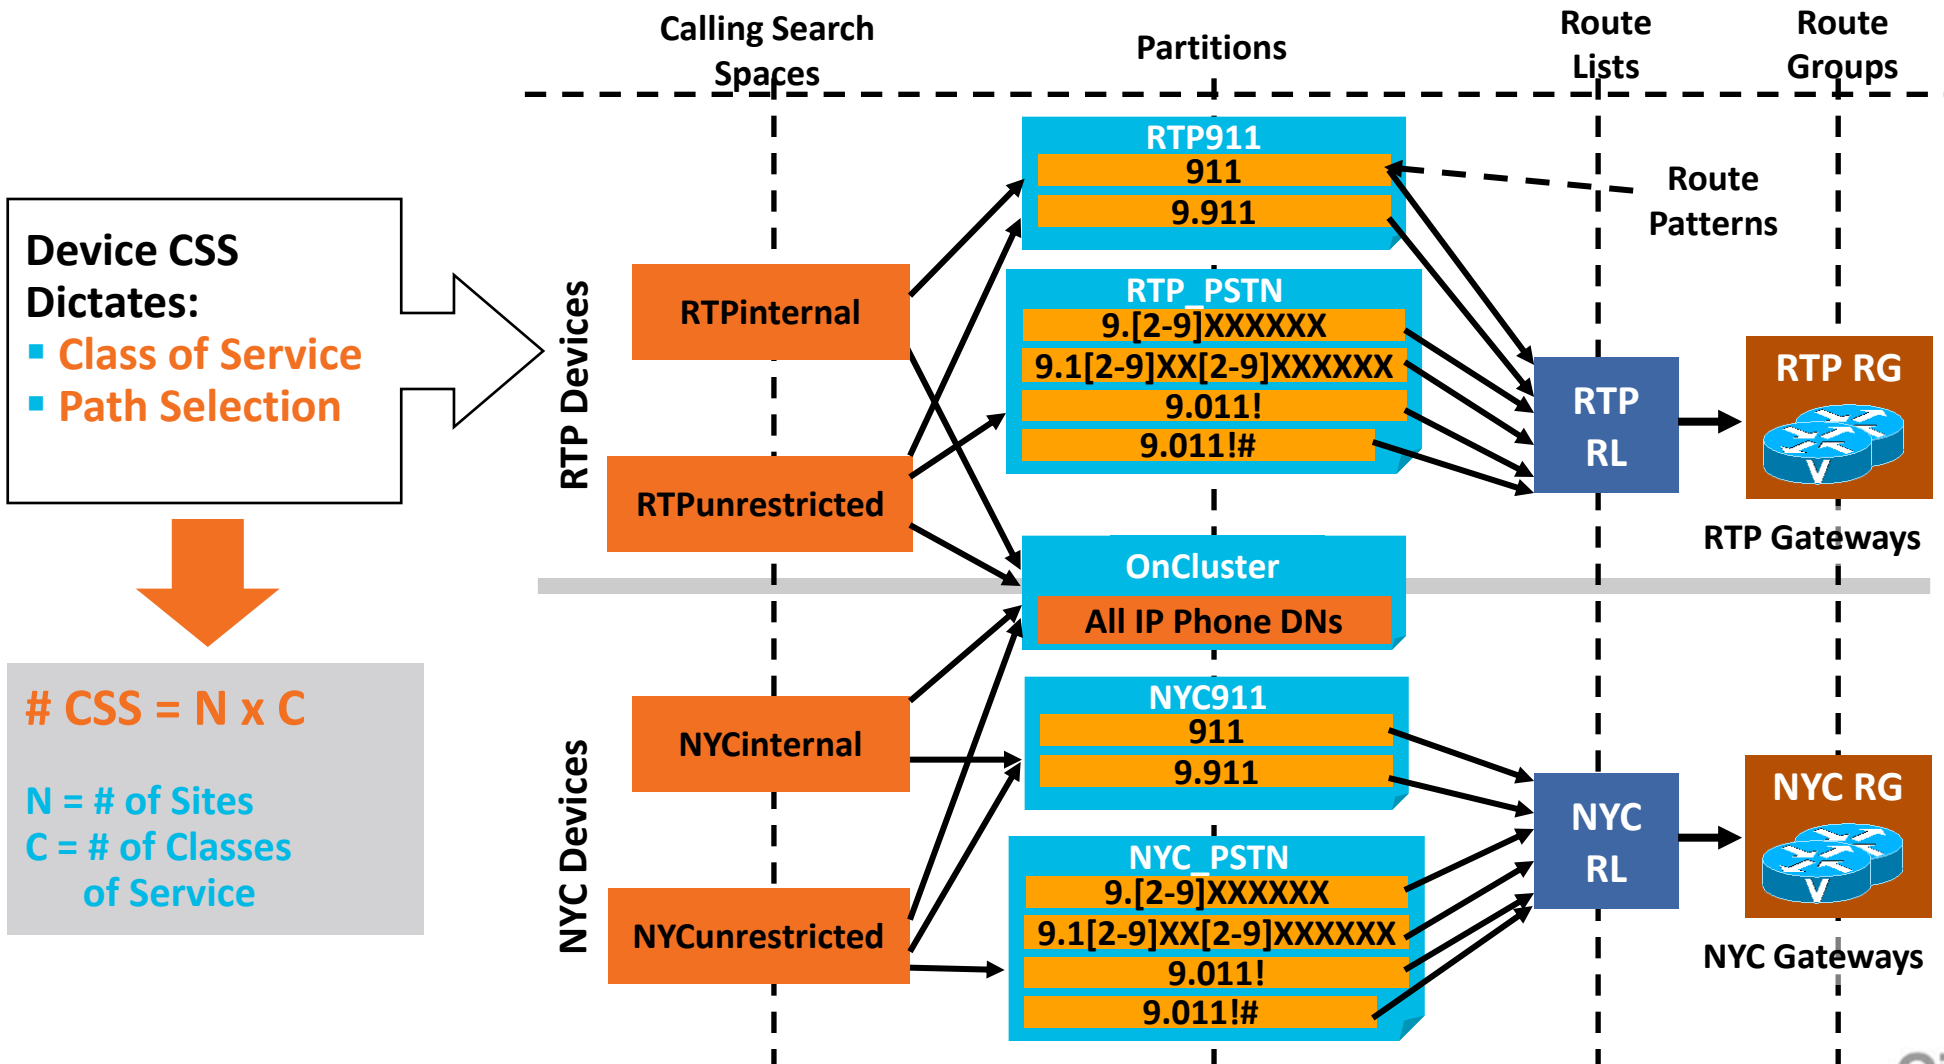 Calling Search
Spaces
Partitions
Route
Lists
Route
Groups
Device CSS
Dictates:
Class of Service
Path Selection
# CSS = N x C
N = # of Sites
C = # of Classes
of Service
RTP Devices
NYC Devices
RTPinternal
RTPunrestricted
NYCinternal
NYCunrestricted
RTP911
911
9.911
Route
Patterns
RTP_PSTN
9.[2-9]XXXXXX
9.1[2-9]XX[2-9]XXXXXX
9.011!
9.011!#
OnCluster
All IP Phone DNs
NYC911
911
9.911
NYC_PSTN
9.[2-9]XXXXXX
9.1[2-9]XX[2-9]XXXXXX
9.011!
9.011!#
RTP
RL
RTP RG
V
RTP Gateways
NYC
RL
NYC RG
V
NYC Gateways